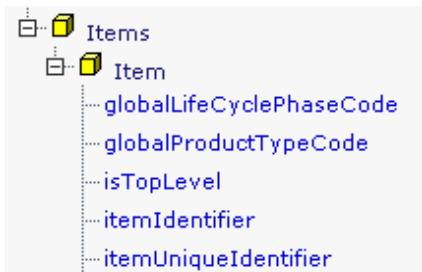 Items
Item
globalLifeCyclePhaseCode
globalProductTypeCode
isTopLevel
itemIdentifier
itemUniqueIdentifier